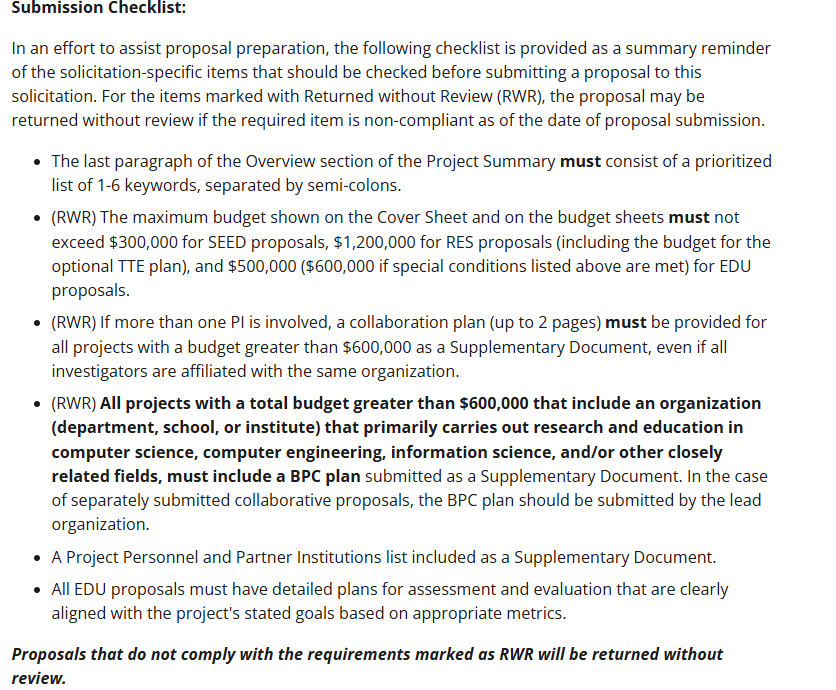 Submission Checklist:
In an effort to assist proposal preparation, the following checklist is provided as a summary reminder
of the solicitation-specific items that should be checked before submitting a proposal to this
solicitation. For the items marked with Returned without Review (RWR), the proposal may be
returned without review if the required item is non-compliant as of the date of proposal submission.
• The last paragraph of the Overview section of the Project Summary must consist of a prioritized
list of 1-6 keywords, separated by semi-colons.
• (RWR) The maximum budget shown on the Cover Sheet and on the budget sheets must not
exceed $300,000 for SEED proposals, $1,200,000 for RES proposals (including the budget for the
optional TTE plan), and $500,000 ($600,000 if special conditions listed above are met) for EDU
proposals.
• (RWR) If more than one PI is involved, a collaboration plan (up to 2 pages) must be provided for
all projects with a budget greater than $600,000 as a Supplementary Document, even if all
investigators are affiliated with the same organization.
• (RWR) All projects with a total budget greater than $600,000 that include an organization
(department, school, or institute) that primarily carries out research and education in
computer science, computer engineering, information science, and/or other closely
related fields, must include a BPC plan submitted as a Supplementary Document. In the case
of separately submitted collaborative proposals, the BPC plan should be submitted by the lead
organization.
• A Project Personnel and Partner Institutions list included as a Supplementary Document.
• All EDU proposals must have detailed plans for assessment and evaluation that are clearly
aligned with the project's stated goals based on appropriate metrics.
Proposals that do not comply with the requirements marked as RWR will be returned without
review.